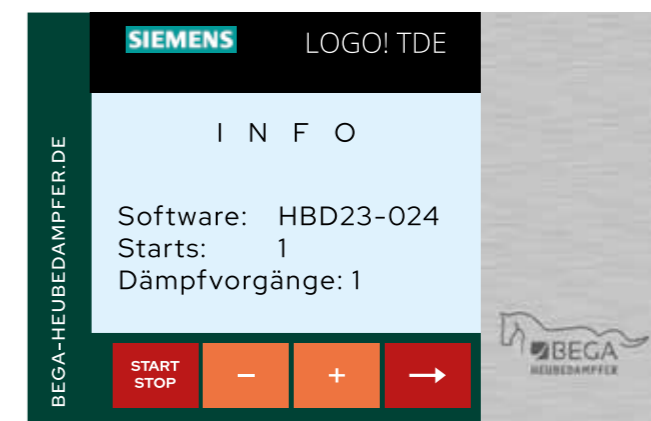 SIEMENS LOGO! TDE
I N F O
Software: HBD23-024
Starts: 1
Dämpfvorgänge: 1
START
STOP
−
+
→
BEGA-HEUBEDAMPFER.DE
BEGA
HEUBEDAMPFER